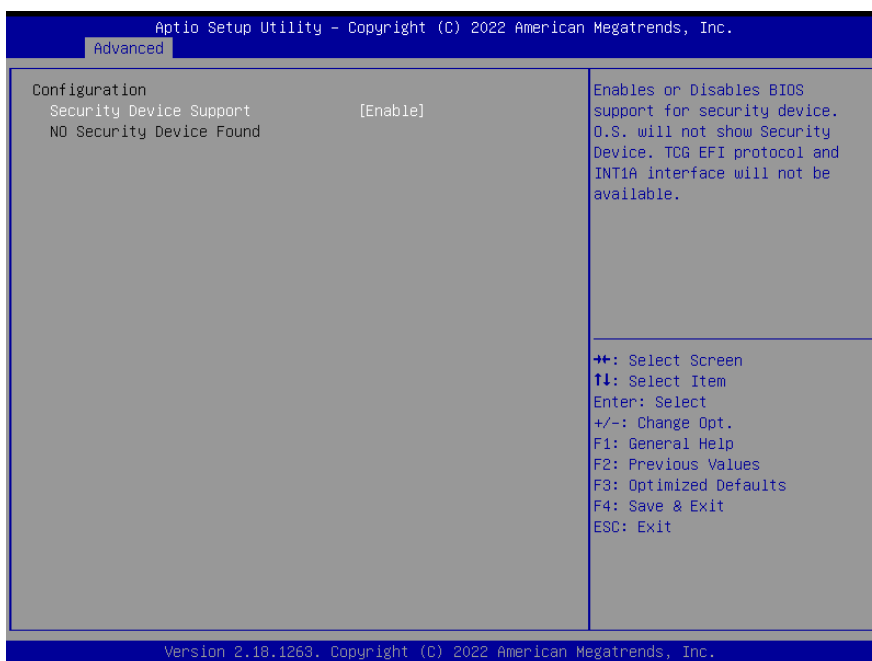 Aptio Setup Utility – Copyright (C) 2022 American Megatrends, Inc.
Advanced
Configuration
Security Device Support [Enable]
NO Security Device Found
Enables or Disables BIOS
support for security device.
O.S. will not show Security
Device. TCG EFI protocol and
INT1A interface will not be
available.
→←: Select Screen
↑↓: Select Item
Enter: Select
+/-: Change Opt.
F1: General Help
F2: Previous Values
F3: Optimized Defaults
F4: Save & Exit
ESC: Exit
Version 2.18.1263. Copyright (C) 2022 American Megatrends, Inc.